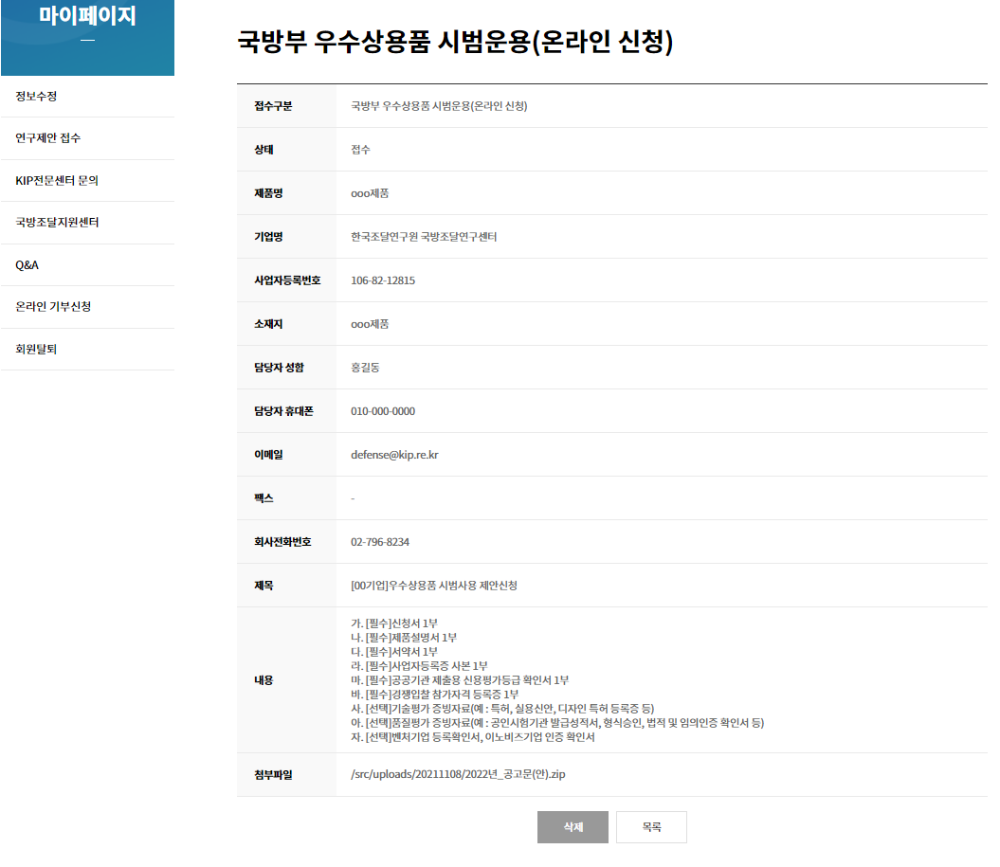 마이페이지
정보수정
연구제안 접수
KIP전문센터 문의
국방조달지원센터
Q&A
온라인 기부신청
회원탈퇴
국방부 우수상용품 시범운용(온라인 신청)
접수구분 국방부 우수상용품 시범운용(온라인 신청)
상태 접수
제품명 ooo제품
기업명 한국조달연구원 국방조달연구센터
사업자등록번호 106-82-12815
소재지 ooo제품
담당자 성함 홍길동
담당자 휴대폰 010-000-0000
이메일 defense@kip.re.kr
팩스 -
회사전화번호 02-796-8234
제목 [00기업]우수상용품 시범사용 제안신청
내용
가. [필수]신청서 1부
나. [필수]제품설명서 1부
다. [필수]서약서 1부
라. [필수]사업자등록증 사본 1부
마. [필수]공공기관 제출용 신용평가등급 확인서 1부
바. [필수]경쟁입찰 참가자격 등록증 1부
사. [선택]기술평가 증빙자료(예 : 특허, 실용신안, 디자인 특허 등록증 등)
아. [선택]품질평가 증빙자료(예 : 공인시험기관 발급성적서, 형식승인, 법적 및 임의인증 확인서 등)
자. [선택]벤처기업 등록확인서, 이노비즈기업 인증 확인서
첨부파일 /src/uploads/20211108/2022년_공고문(안).zip
삭제 목록